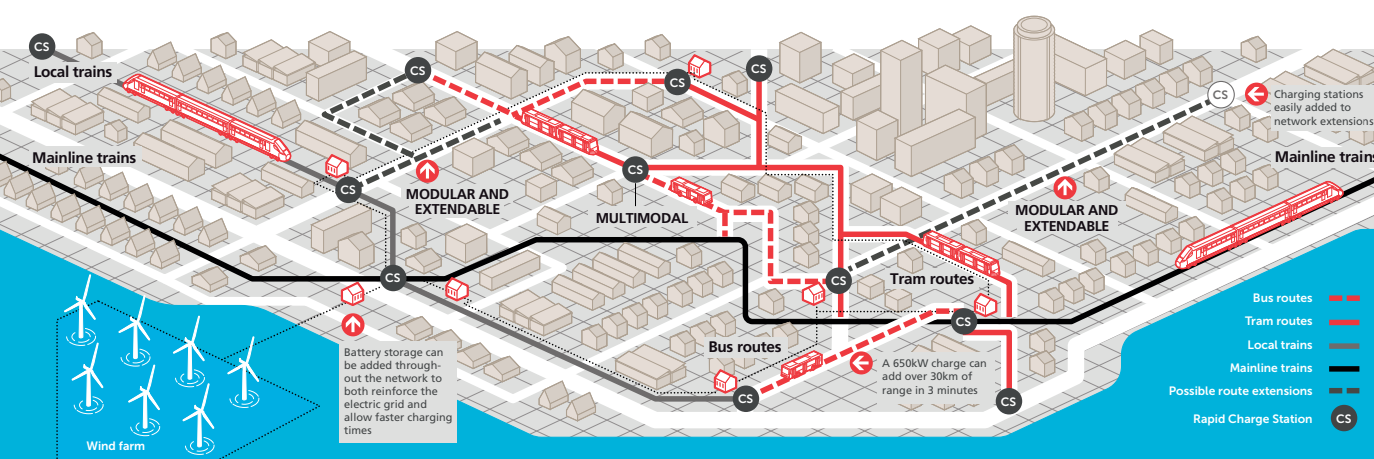 CS
Local trains
CS
CS
CS
CS
Charging stations
easily added to
network extensions
Mainline trains
Mainline trains
CS
MODULAR AND
EXTENDABLE
CS
MULTIMODAL
MODULAR AND
EXTENDABLE
CS
CS
Tram routes
Bus routes
CS
Battery storage can
be added through-
out the network to
both reinforce the
electric grid and
allow faster charging
times
A 650kW charge can
add over 30km of
range in 3 minutes
CS
CS
Wind farm
Bus routes
Tram routes
Local trains
Mainline trains
Possible route extensions
Rapid Charge Station
CS